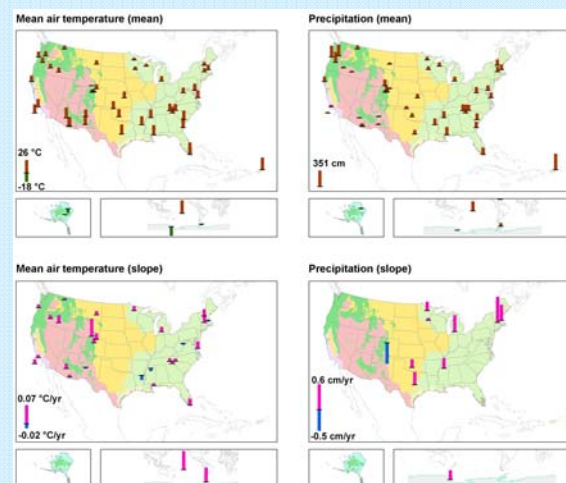 Mean air temperature (mean)
Precipitation (mean)
26 °C
-18 °C
351 cm
Mean air temperature (slope)
Precipitation (slope)
0.07 °C/yr
-0.02 °C/yr
0.6 cm/yr
-0.5 cm/yr